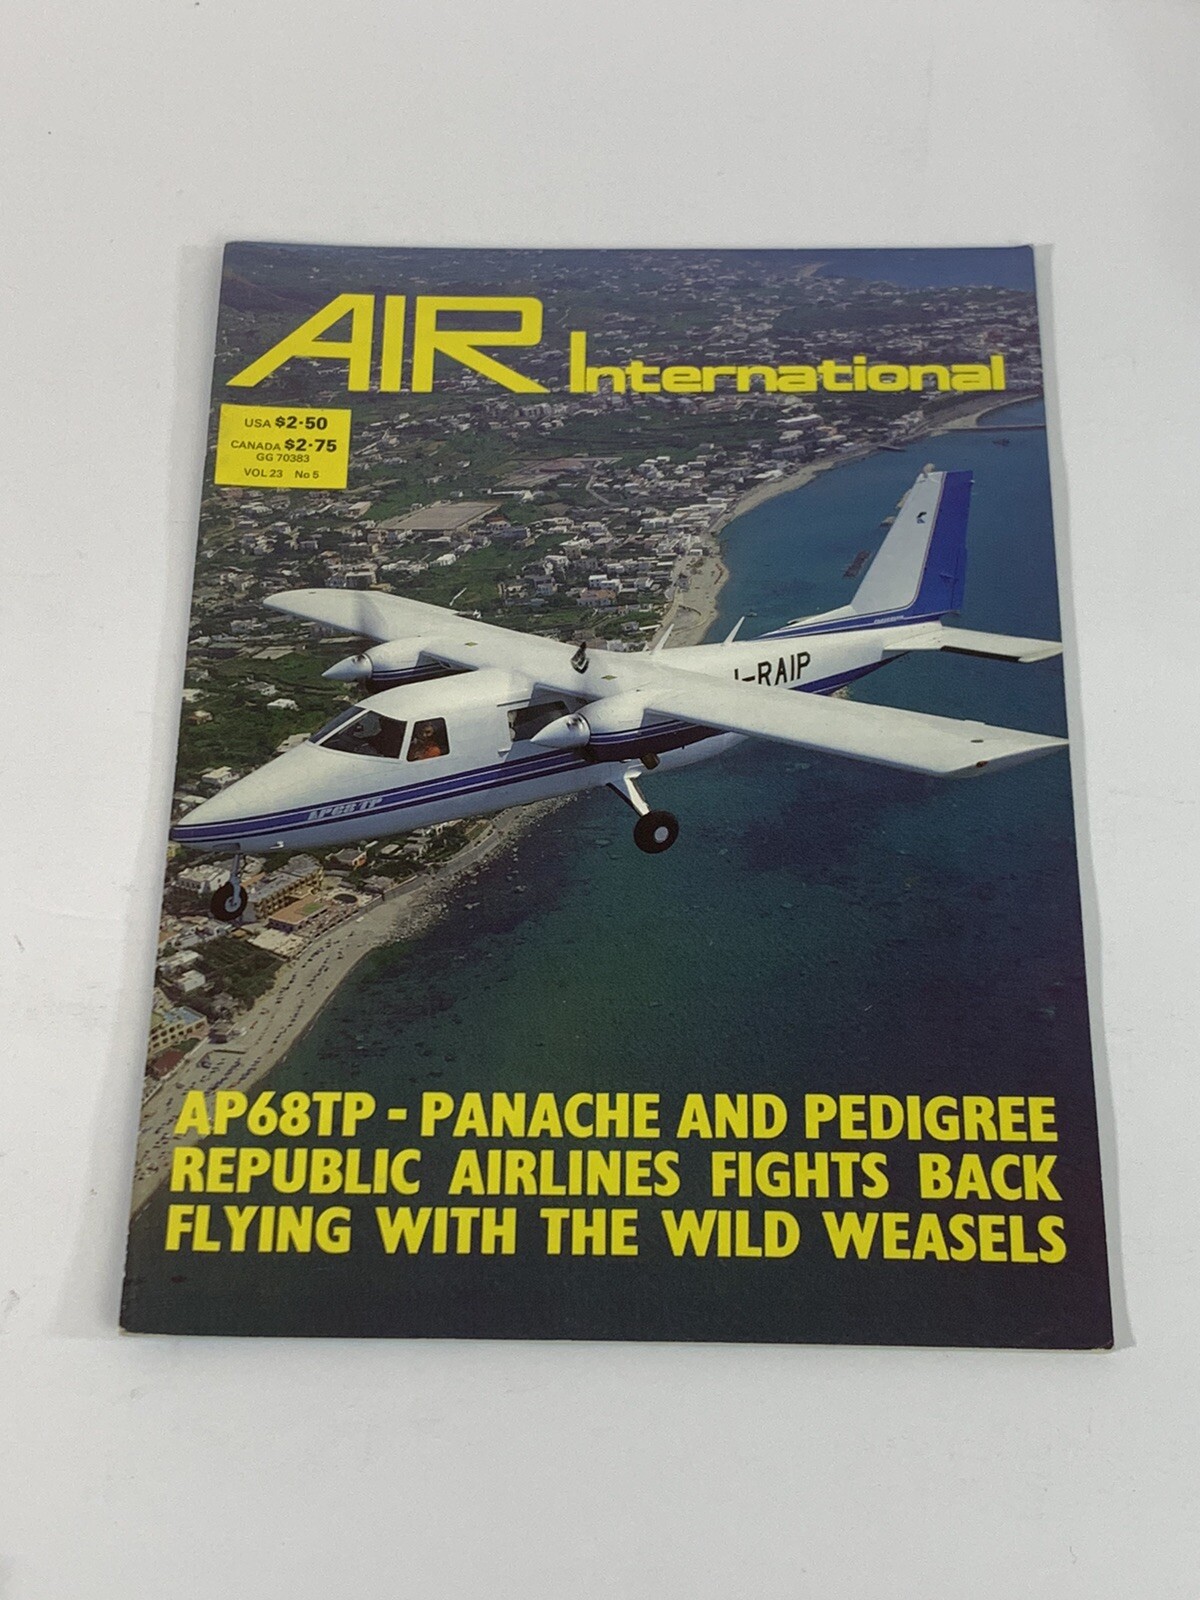 AIR International
USA $2·50
CANADA $2·75
GG 70383
VOL 23 No 5
I-RAIP
AP68TP
AP68TP - PANACHE AND PEDIGREE
REPUBLIC AIRLINES FIGHTS BACK
FLYING WITH THE WILD WEASELS